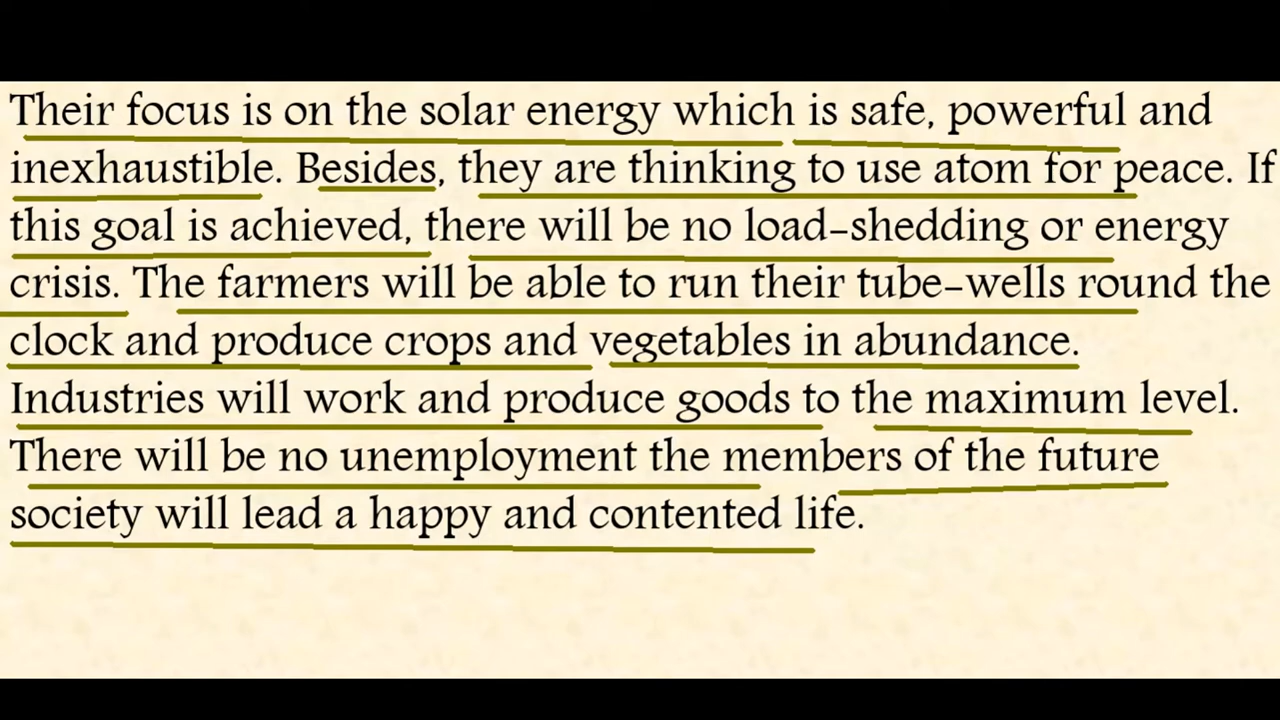 Their focus is on the solar energy which is safe, powerful and
inexhaustible. Besides, they are thinking to use atom for peace. If
this goal is achieved, there will be no load-shedding or energy
crisis. The farmers will be able to run their tube-wells round the
clock and produce crops and vegetables in abundance.
Industries will work and produce goods to the maximum level.
There will be no unemployment the members of the future
society will lead a happy and contented life.